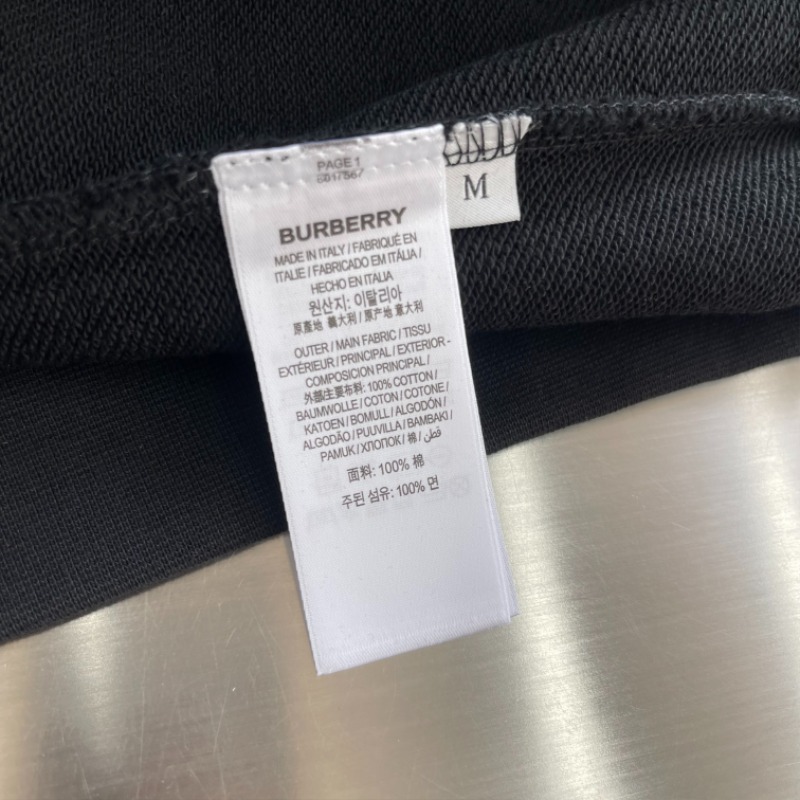 PAGE 1
8017567
M
BURBERRY
MADE IN ITALY / FABRIQUÉ EN
ITALIE / FABRICADO EM ITÁLIA /
HECHO EN ITALIA
원산지: 이탈리아
原產地 義大利 / 原产地 意大利
OUTER / MAIN FABRIC / TISSU
EXTÉRIEUR / PRINCIPAL / EXTERIOR -
COMPOSICION PRINCIPAL /
外部主要布料: 100% COTTON /
BAUMWOLLE / COTON / COTONE /
KATOEN / BOMULL / ALGODÓN /
ALGODÃO / PUUVILLA / ΒΑΜΒΑΚΙ /
PAMUK / ХЛОПОК / 棉 / قطن /
面料: 100% 棉
주된 섬유: 100% 면